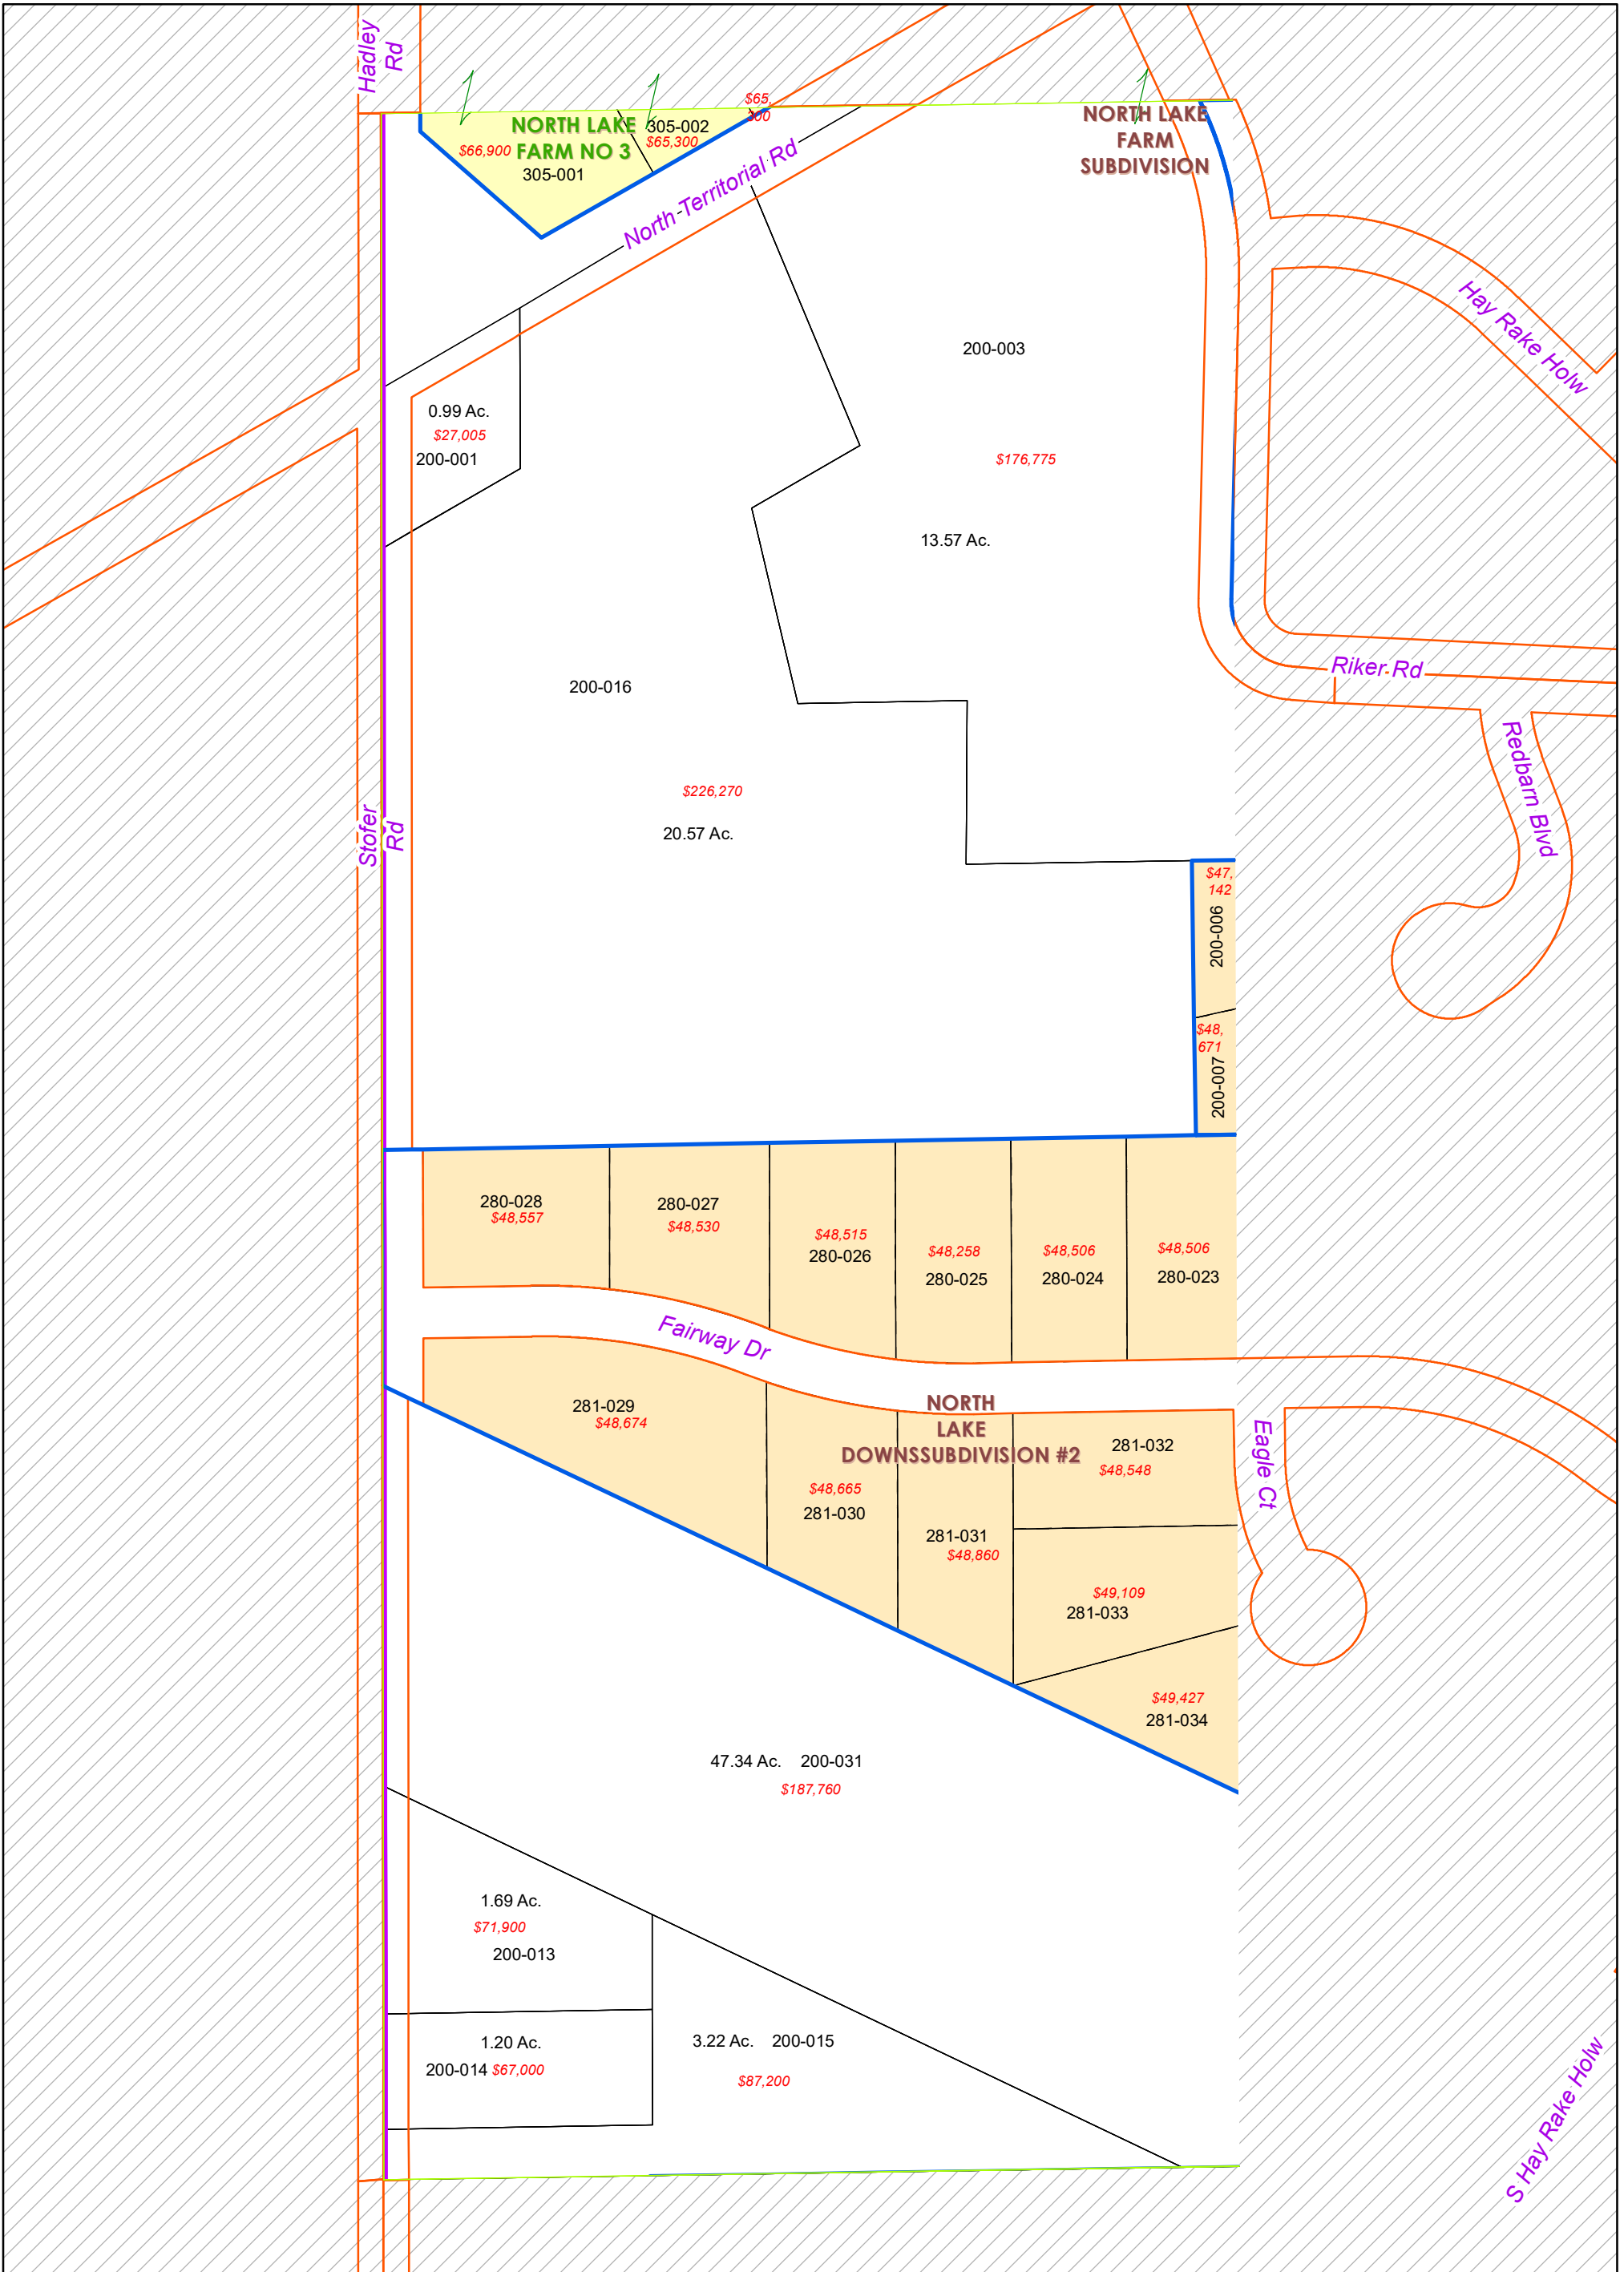 Hadley
Rd
$65,
300
NORTH LAKE
FARM NO 3
305-002
$65,300
$66,900
305-001
NORTH LAKE
FARM
SUBDIVISION
North Territorial Rd
Hay Rake Holw
200-003
0.99 Ac.
$27,005
200-001
$176,775
13.57 Ac.
Riker Rd
200-016
Redbarn Blvd
$226,270
20.57 Ac.
Stofer
Rd
$47,
142
200-006
$48,
671
200-007
280-028
$48,557
280-027
$48,530
$48,515
280-026
$48,258
280-025
$48,506
280-024
$48,506
280-023
Fairway Dr
281-029
$48,674
NORTH
LAKE
DOWNSSUBDIVISION #2
281-032
$48,548
Eagle Ct
$48,665
281-030
281-031
$48,860
$49,109
281-033
$49,427
281-034
47.34 Ac. 200-031
$187,760
1.69 Ac.
$71,900
200-013
1.20 Ac.
200-014 $67,000
3.22 Ac. 200-015
$87,200
S Hay Rake Holw